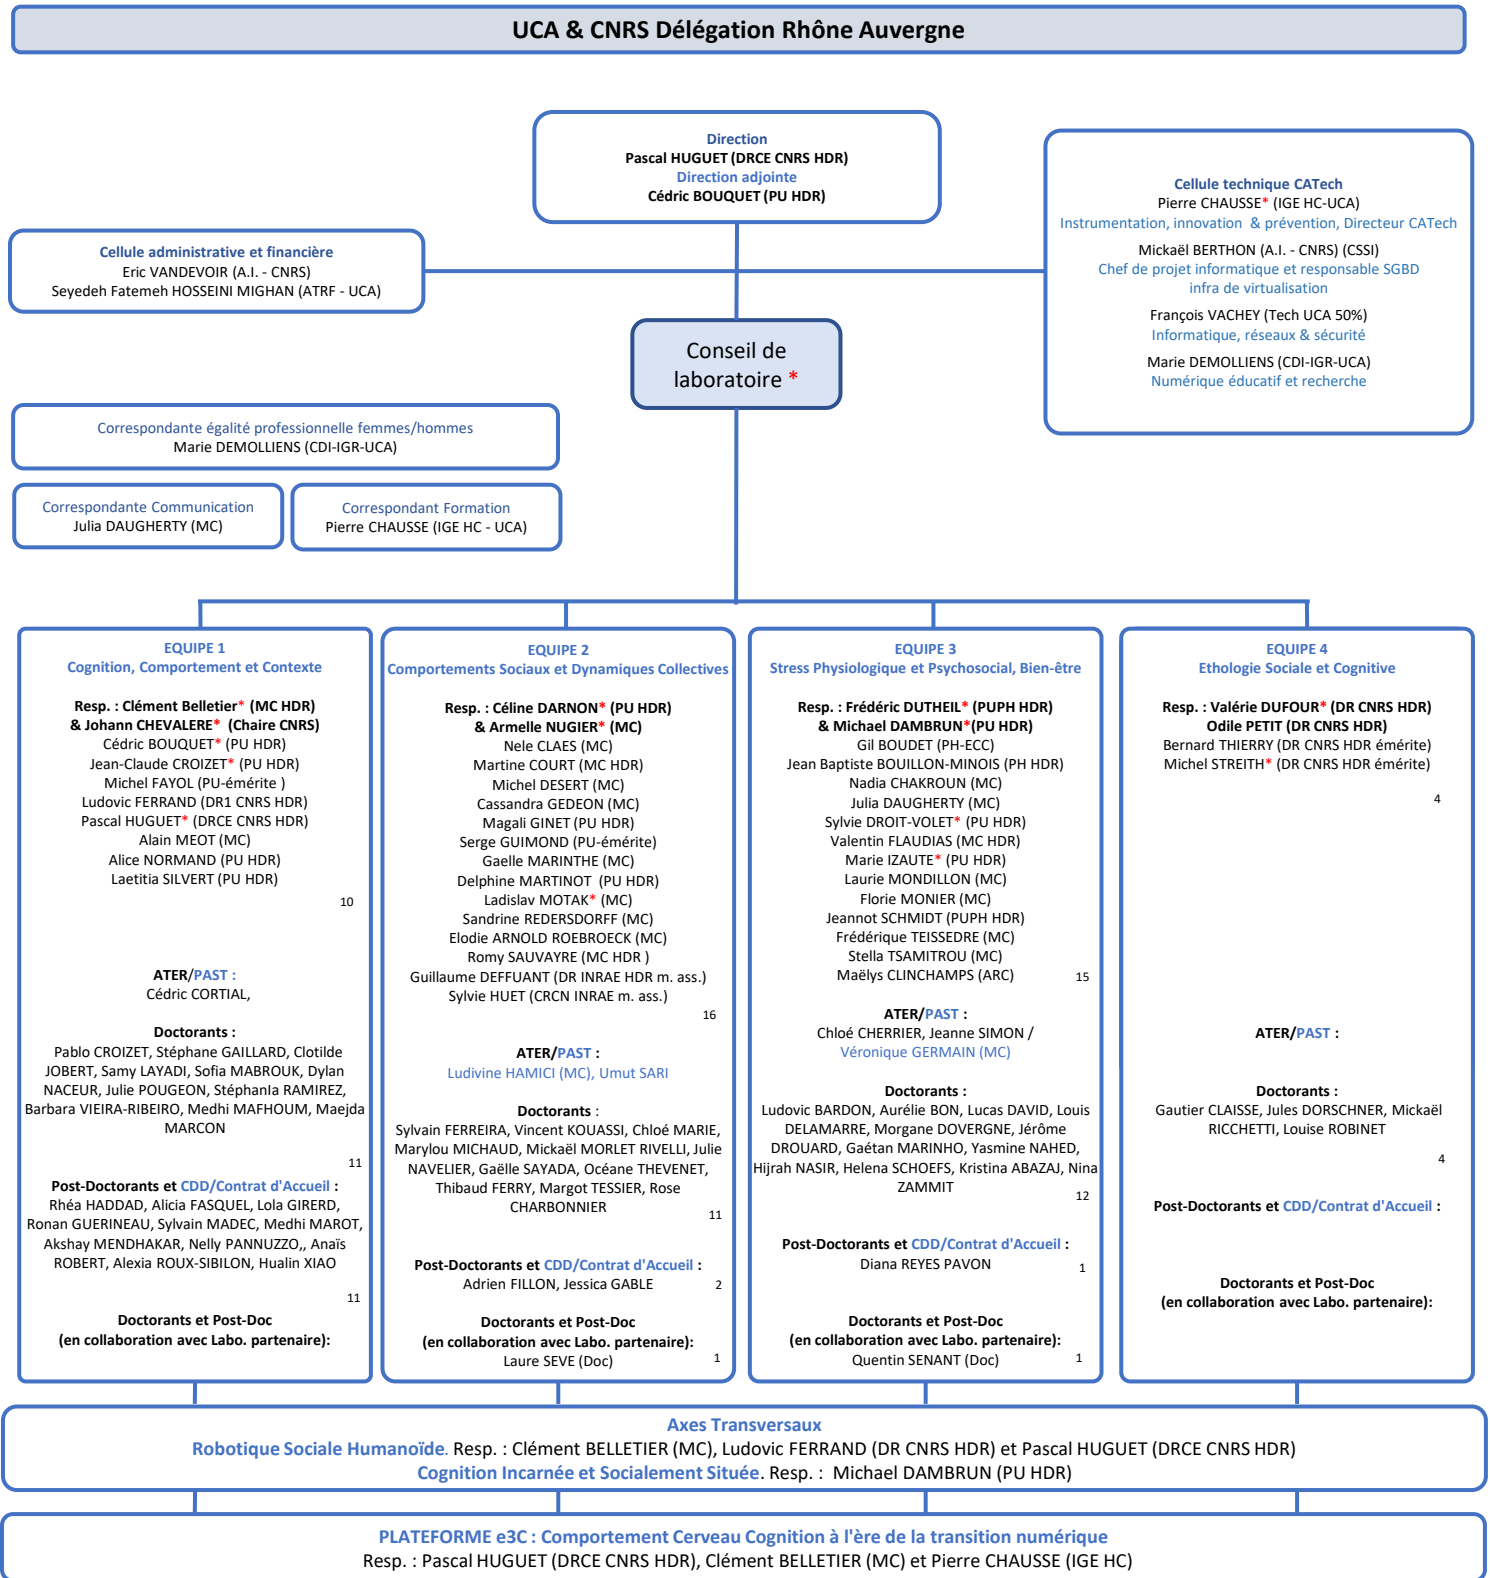 UCA & CNRS Délégation Rhône Auvergne
Direction
Pascal HUGUET (DRCE CNRS HDR)
Direction adjointe
Cédric BOUQUET (PU HDR)
Cellule technique CATech
Pierre CHAUSSE* (IGE HC-UCA)
Instrumentation, innovation & prévention, Directeur CATech
Mickaël BERTHON (A.I. - CNRS) (CSSI)
Chef de projet informatique et responsable SGBD
infra de virtualisation
François VACHEY (Tech UCA 50%)
Informatique, réseaux & sécurité
Marie DEMOLLIENS (CDI-IGR-UCA)
Numérique éducatif et recherche
Cellule administrative et financière
Eric VANDEVOIR (A.I. - CNRS)
Seyedeh Fatemeh HOSSEINI MIGHAN (ATRF - UCA)
Conseil de
laboratoire *
Correspondante égalité professionnelle femmes/hommes
Marie DEMOLLIENS (CDI-IGR-UCA)
Correspondante Communication
Julia DAUGHERTY (MC)
Correspondant Formation
Pierre CHAUSSE (IGE HC - UCA)
EQUIPE 1
Cognition, Comportement et Contexte
Resp. : Clément Belletier* (MC HDR)
& Johann CHEVALERE* (Chaire CNRS)
Cédric BOUQUET* (PU HDR)
Jean-Claude CROIZET* (PU HDR)
Michel FAYOL (PU-émérite )
Ludovic FERRAND (DR1 CNRS HDR)
Pascal HUGUET* (DRCE CNRS HDR)
Alain MEOT (MC)
Alice NORMAND (PU HDR)
Laetitia SILVERT (PU HDR)
10
ATER/PAST :
Cédric CORTIAL,
Doctorants :
Pablo CROIZET, Stéphane GAILLARD, Clotilde
JOBERT, Samy LAYADI, Sofia MABROUK, Dylan
NACEUR, Julie POUGEON, StéphanIa RAMIREZ,
Barbara VIEIRA-RIBEIRO, Medhi MAFHOUM, Maejda
MARCON
11
Post-Doctorants et CDD/Contrat d'Accueil :
Rhéa HADDAD, Alicia FASQUEL, Lola GIRERD,
Ronan GUERINEAU, Sylvain MADEC, Medhi MAROT,
Akshay MENDHAKAR, Nelly PANNUZZO,, Anaïs
ROBERT, Alexia ROUX-SIBILON, Hualin XIAO
11
Doctorants et Post-Doc
(en collaboration avec Labo. partenaire):
EQUIPE 2
Comportements Sociaux et Dynamiques Collectives
Resp. : Céline DARNON* (PU HDR)
& Armelle NUGIER* (MC)
Nele CLAES (MC)
Martine COURT (MC HDR)
Michel DESERT (MC)
Cassandra GEDEON (MC)
Magali GINET (PU HDR)
Serge GUIMOND (PU-émérite)
Gaelle MARINTHE (MC)
Delphine MARTINOT (PU HDR)
Ladislav MOTAK* (MC)
Sandrine REDERSDORFF (MC)
Elodie ARNOLD ROEBROECK (MC)
Romy SAUVAYRE (MC HDR )
Guillaume DEFFUANT (DR INRAE HDR m. ass.)
Sylvie HUET (CRCN INRAE m. ass.)
16
ATER/PAST :
Ludivine HAMICI (MC), Umut SARI
Doctorants :
Sylvain FERREIRA, Vincent KOUASSI, Chloé MARIE,
Marylou MICHAUD, Mickaël MORLET RIVELLI, Julie
NAVELIER, Gaëlle SAYADA, Océane THEVENET,
Thibaud FERRY, Margot TESSIER, Rose
CHARBONNIER
11
Post-Doctorants et CDD/Contrat d'Accueil :
Adrien FILLON, Jessica GABLE
2
Doctorants et Post-Doc
(en collaboration avec Labo. partenaire):
Laure SEVE (Doc)
1
EQUIPE 3
Stress Physiologique et Psychosocial, Bien-être
Resp. : Frédéric DUTHEIL* (PUPH HDR)
& Michael DAMBRUN*(PU HDR)
Gil BOUDET (PH-ECC)
Jean Baptiste BOUILLON-MINOIS (PH HDR)
Nadia CHAKROUN (MC)
Julia DAUGHERTY (MC)
Sylvie DROIT-VOLET* (PU HDR)
Valentin FLAUDIAS (MC HDR)
Marie IZAUTE* (PU HDR)
Laurie MONDILLON (MC)
Florie MONIER (MC)
Jeannot SCHMIDT (PUPH HDR)
Frédérique TEISSEDRE (MC)
Stella TSAMITROU (MC)
Maëlys CLINCHAMPS (ARC)
15
ATER/PAST :
Chloé CHERRIER, Jeanne SIMON /
Véronique GERMAIN (MC)
Doctorants :
Ludovic BARDON, Aurélie BON, Lucas DAVID, Louis
DELAMARRE, Morgane DOVERGNE, Jérôme
DROUARD, Gaétan MARINHO, Yasmine NAHED,
Hijrah NASIR, Helena SCHOEFS, Kristina ABAZAJ, Nina
ZAMMIT
12
Post-Doctorants et CDD/Contrat d'Accueil :
Diana REYES PAVON
1
Doctorants et Post-Doc
(en collaboration avec Labo. partenaire):
Quentin SENANT (Doc)
1
EQUIPE 4
Ethologie Sociale et Cognitive
Resp. : Valérie DUFOUR* (DR CNRS HDR)
Odile PETIT (DR CNRS HDR)
Bernard THIERRY (DR CNRS HDR émérite)
Michel STREITH* (DR CNRS HDR émérite)
4
ATER/PAST :
Doctorants :
Gautier CLAISSE, Jules DORSCHNER, Mickaël
RICCHETTI, Louise ROBINET
4
Post-Doctorants et CDD/Contrat d'Accueil :
Doctorants et Post-Doc
(en collaboration avec Labo. partenaire):
Axes Transversaux
Robotique Sociale Humanoïde. Resp. : Clément BELLETIER (MC), Ludovic FERRAND (DR CNRS HDR) et Pascal HUGUET (DRCE CNRS HDR)
Cognition Incarnée et Socialement Située. Resp. : Michael DAMBRUN (PU HDR)
PLATEFORME e3C : Comportement Cerveau Cognition à l'ère de la transition numérique
Resp. : Pascal HUGUET (DRCE CNRS HDR), Clément BELLETIER (MC) et Pierre CHAUSSE (IGE HC)